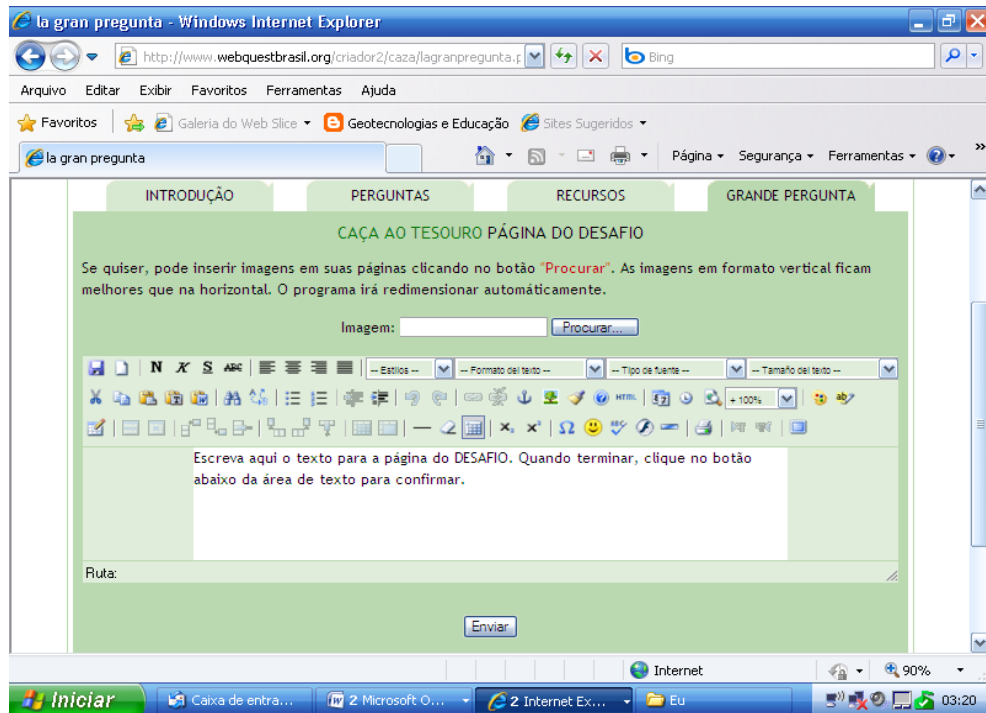 la gran pregunta - Windows Internet Explorer
http://www.webquestbrasil.org/criador2/caza/lagranpregunta.p
Bing
Arquivo Editar Exibir Favoritos Ferramentas Ajuda
Favoritos Galeria do Web Slice Geotecnologias e Educação Sites Sugeridos
la gran pregunta Página Segurança Ferramentas
INTRODUÇÃO PERGUNTAS RECURSOS GRANDE PERGUNTA
CAÇA AO TESOURO PÁGINA DO DESAFIO
Se quiser, pode inserir imagens em suas páginas clicando no botão "Procurar". As imagens em formato vertical ficam
melhores que na horizontal. O programa irá redimensionar automáticamente.
Imagem: Procurar...
N K S ABC -- Estilos -- -- Formato del texto -- -- Tipo de fuente -- -- Tamaño del texto --
HTML + 100%
Escreva aqui o texto para a página do DESAFIO. Quando terminar, clique no botão
abaixo da área de texto para confirmar.
Ruta:
Enviar
Internet 90%
Iniciar Caixa de entra... 2 Microsoft O... 2 Internet Ex... Eu 03:20